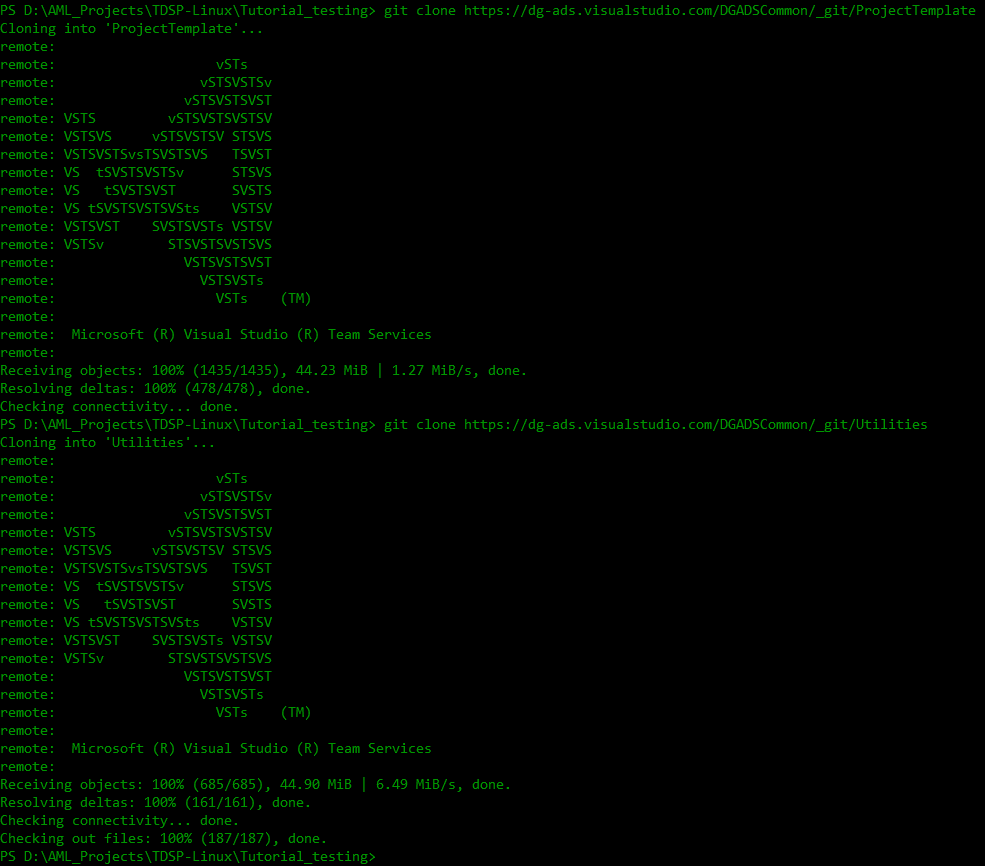 PS D:\AML_Projects\TDSP-Linux\Tutorial_testing> git clone https://dg-ads.visualstudio.com/DGADSCommon/_git/ProjectTemplate
Cloning into 'ProjectTemplate'...
remote:
remote:                    vSTs
remote:                  vSTSVSTSv
remote:                vSTSVSTSVST
remote: VSTS         vSTSVSTSVSTSV
remote: VSTSVS     vSTSVSTSV STSVS
remote: VSTSVSTSvsTSVSTSVS   TSVST
remote: VS  tSVSTSVSTSv      STSVS
remote: VS   tSVSTSVST       SVSTS
remote: VS tSVSTSVSTSVSts    VSTSV
remote: VSTSVST    SVSTSVSTs VSTSV
remote: VSTSv        STSVSTSVSTSVS
remote:                VSTSVSTSVST
remote:                  VSTSVSTs
remote:                    VSTs    (TM)
remote:
remote:  Microsoft (R) Visual Studio (R) Team Services
remote:
Receiving objects: 100% (1435/1435), 44.23 MiB | 1.27 MiB/s, done.
Resolving deltas: 100% (478/478), done.
Checking connectivity... done.
PS D:\AML_Projects\TDSP-Linux\Tutorial_testing> git clone https://dg-ads.visualstudio.com/DGADSCommon/_git/Utilities
Cloning into 'Utilities'...
remote:
remote:                    vSTs
remote:                  vSTSVSTSv
remote:                vSTSVSTSVST
remote: VSTS         vSTSVSTSVSTSV
remote: VSTSVS     vSTSVSTSV STSVS
remote: VSTSVSTSvsTSVSTSVS   TSVST
remote: VS  tSVSTSVSTSv      STSVS
remote: VS   tSVSTSVST       SVSTS
remote: VS tSVSTSVSTSVSts    VSTSV
remote: VSTSVST    SVSTSVSTs VSTSV
remote: VSTSv        STSVSTSVSTSVS
remote:                VSTSVSTSVST
remote:                  VSTSVSTs
remote:                    VSTs    (TM)
remote:
remote:  Microsoft (R) Visual Studio (R) Team Services
remote:
Receiving objects: 100% (685/685), 44.90 MiB | 6.49 MiB/s, done.
Resolving deltas: 100% (161/161), done.
Checking connectivity... done.
Checking out files: 100% (187/187), done.
PS D:\AML_Projects\TDSP-Linux\Tutorial_testing>